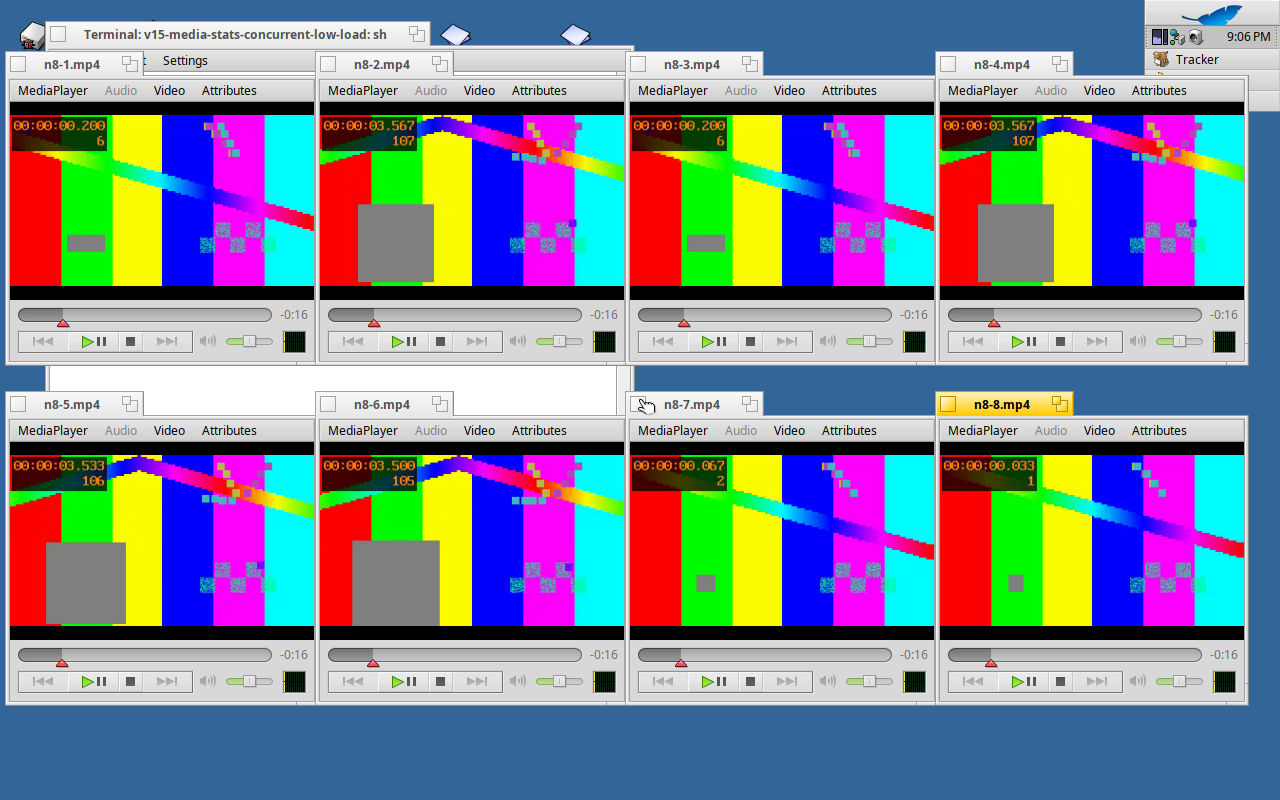 Terminal: v15-media-stats-concurrent-low-load: sh
9:06 PM
Tracker
Settings
n8-1.mp4
MediaPlayer Audio Video Attributes
00:00:00.200
6
-0:16
n8-2.mp4
MediaPlayer Audio Video Attributes
00:00:03.567
107
-0:16
n8-3.mp4
MediaPlayer Audio Video Attributes
00:00:00.200
6
-0:16
n8-4.mp4
MediaPlayer Audio Video Attributes
00:00:03.567
107
-0:16
n8-5.mp4
MediaPlayer Audio Video Attributes
00:00:03.533
106
-0:16
n8-6.mp4
MediaPlayer Audio Video Attributes
00:00:03.500
105
-0:16
n8-7.mp4
MediaPlayer Audio Video Attributes
00:00:00.067
2
-0:16
n8-8.mp4
MediaPlayer Audio Video Attributes
00:00:00.033
1
-0:16